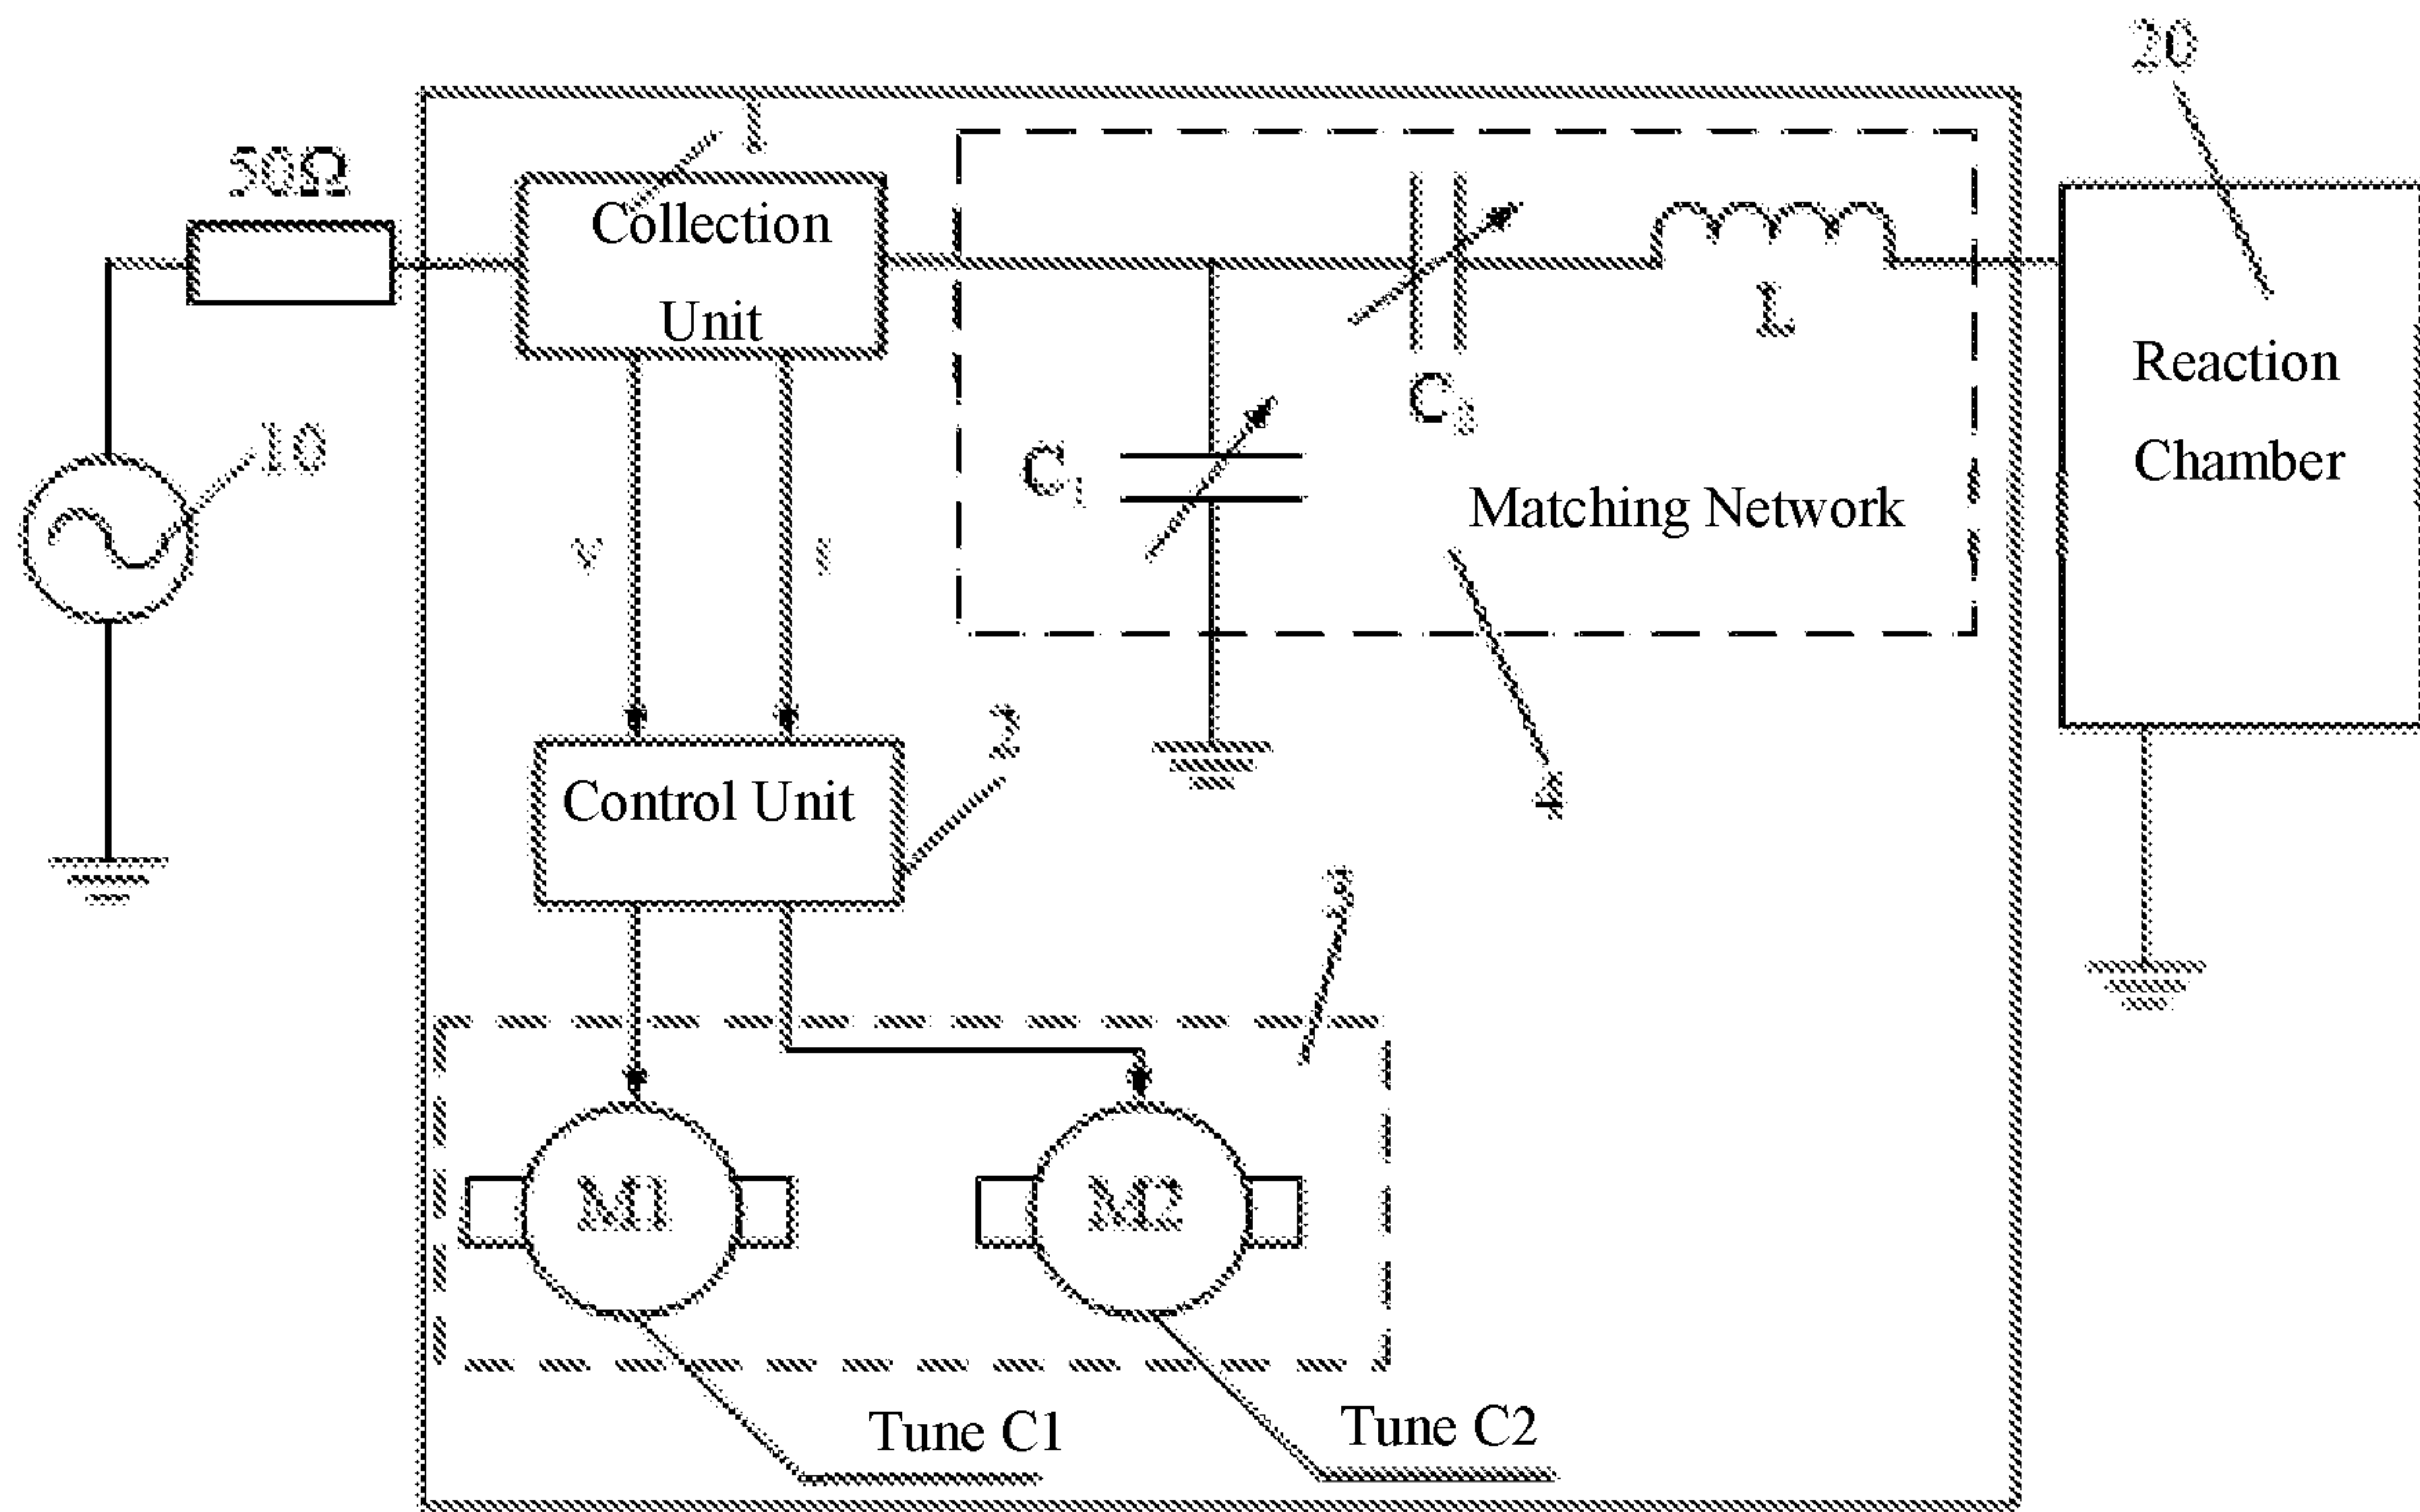 20
50Ω
1
Collection
Unit
L
Reaction
Chamber
C₂
10
C₁
Matching Network
V
I
2
Control Unit
4
3
M1
M2
Tune C1
Tune C2